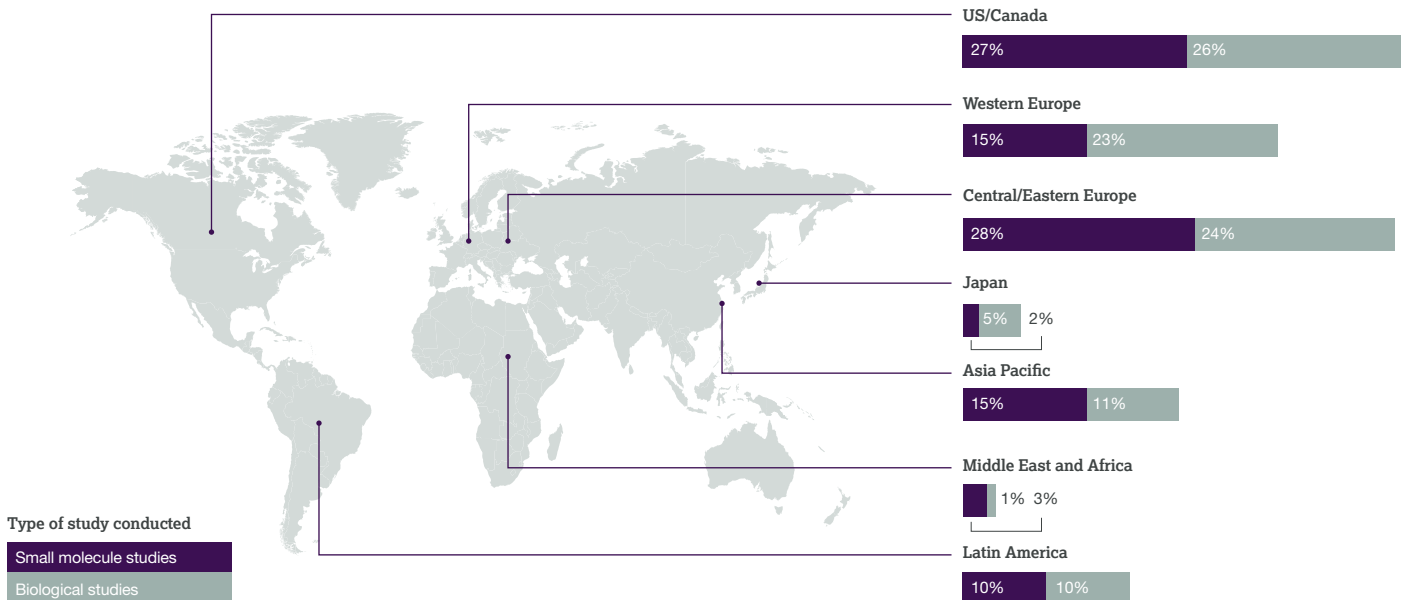 US/Canada
27% 26%
Western Europe
15% 23%
Central/Eastern Europe
28% 24%
Japan
5% 2%
Asia Pacific
15% 11%
Middle East and Africa
1% 3%
Latin America
10% 10%
Type of study conducted
Small molecule studies
Biological studies